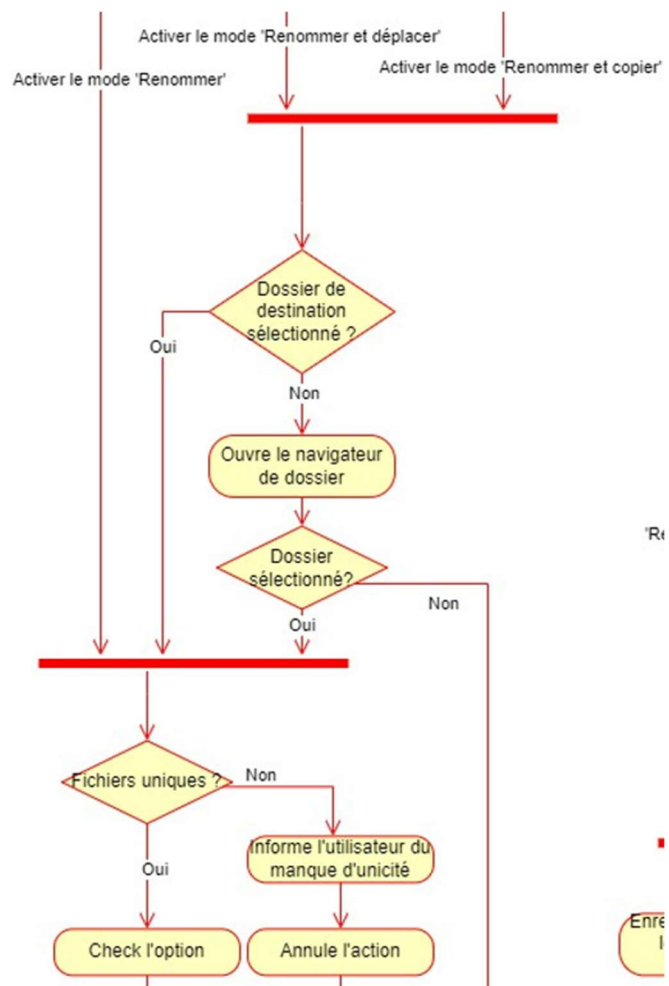 Activer le mode 'Renommer et déplacer'
Activer le mode 'Renommer et copier'
Activer le mode 'Renommer'
Dossier de
destination
sélectionné ?
Oui
Non
Ouvre le navigateur
de dossier
Dossier
sélectionné?
Non
Oui
Fichiers uniques ?
Non
Informe l'utilisateur du
manque d'unicité
Oui
Check l'option
Annule l'action